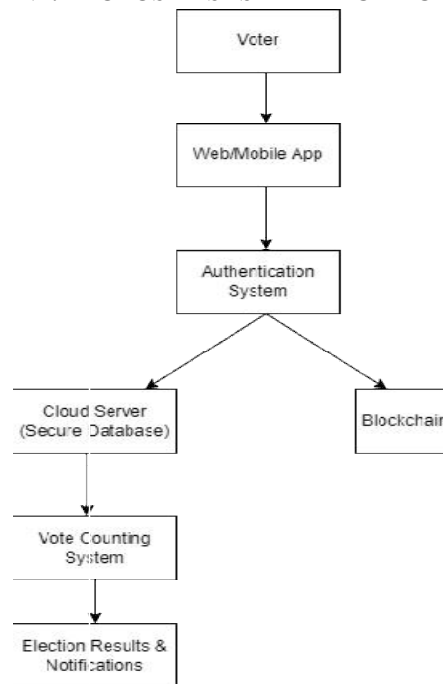 Voter
Web/Mobile App
Authentication
System
Cloud Server
(Secure Database)
Blockchain
Vote Counting
System
Election Results &
Notifications